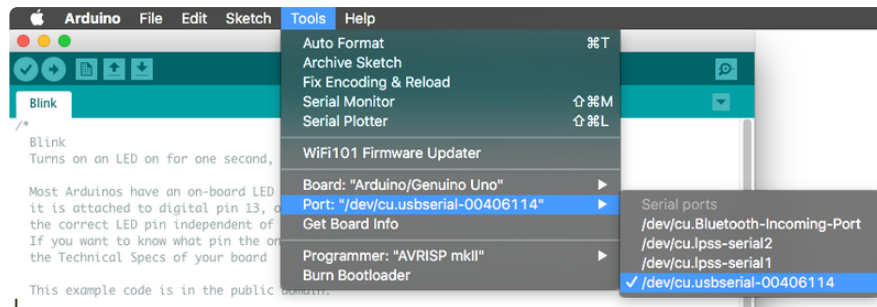 Arduino File Edit Sketch Tools Help
Auto Format ⌘T
Archive Sketch
Fix Encoding & Reload
Serial Monitor ⇧⌘M
Serial Plotter ⇧⌘L
WiFi101 Firmware Updater
Board: "Arduino/Genuino Uno"
Port: "/dev/cu.usbserial-00406114"
Get Board Info
Programmer: "AVRISP mkII"
Burn Bootloader
Serial ports
/dev/cu.Bluetooth-Incoming-Port
/dev/cu.lpss-serial2
/dev/cu.lpss-serial1
✓ /dev/cu.usbserial-00406114
Blink
/*
Blink
Turns on an LED on for one second,
Most Arduinos have an on-board LED
it is attached to digital pin 13, o
the correct LED pin independent of
If you want to know what pin the on
the Technical Specs of your board
This example code is in the public domain.